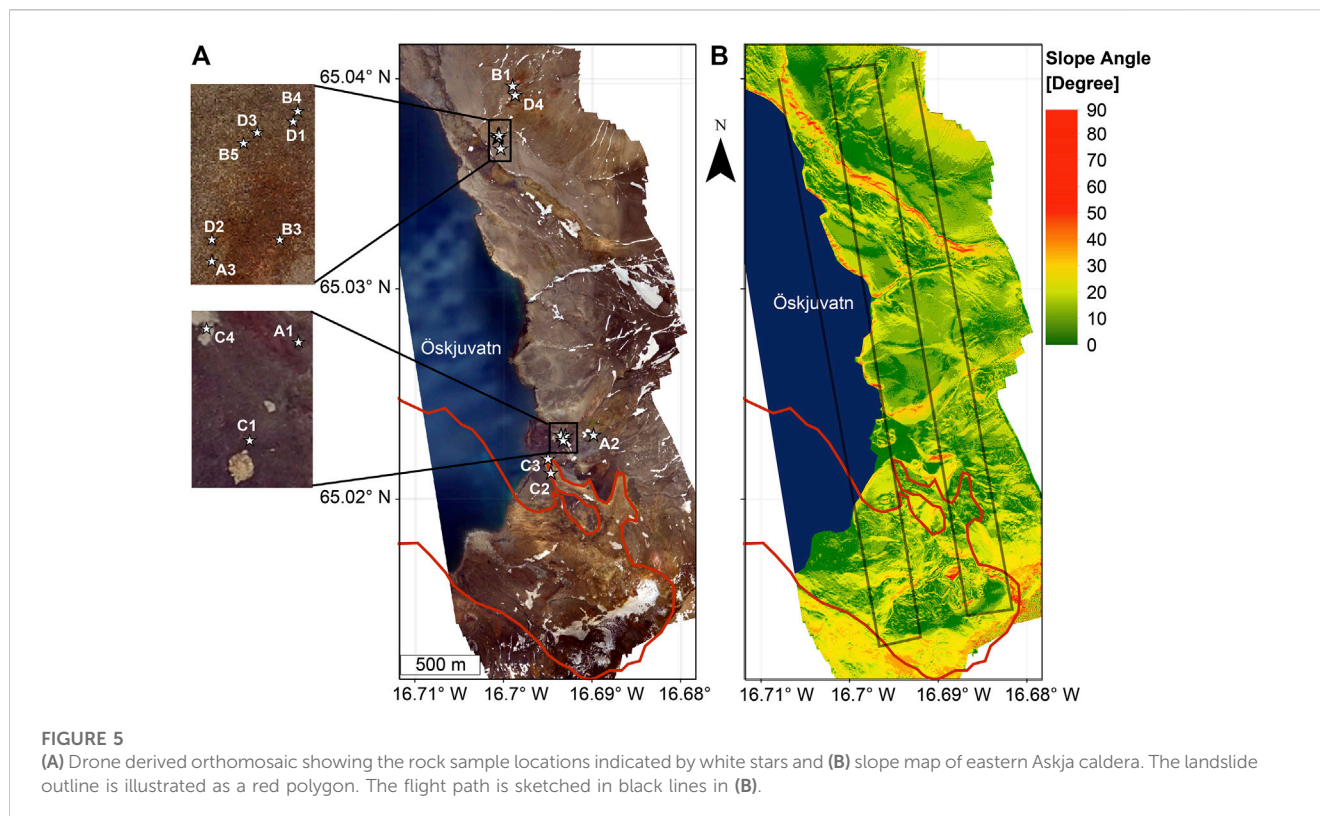 A
65.04° N
65.03° N
65.02° N
B4
D3
D1
B5
D2
B3
A3
C4
A1
C1
B1
D4
Öskjuvatn
A2
C3
C2
500 m
16.71° W
16.7° W
16.69° W
16.68°
N
B
Öskjuvatn
16.71° W
16.7° W
16.69° W
16.68° W
Slope Angle
[Degree]
90
80
70
60
50
40
30
20
10
0
FIGURE 5
(A) Drone derived orthomosaic showing the rock sample locations indicated by white stars and (B) slope map of eastern Askja caldera. The landslide
outline is illustrated as a red polygon. The flight path is sketched in black lines in (B).